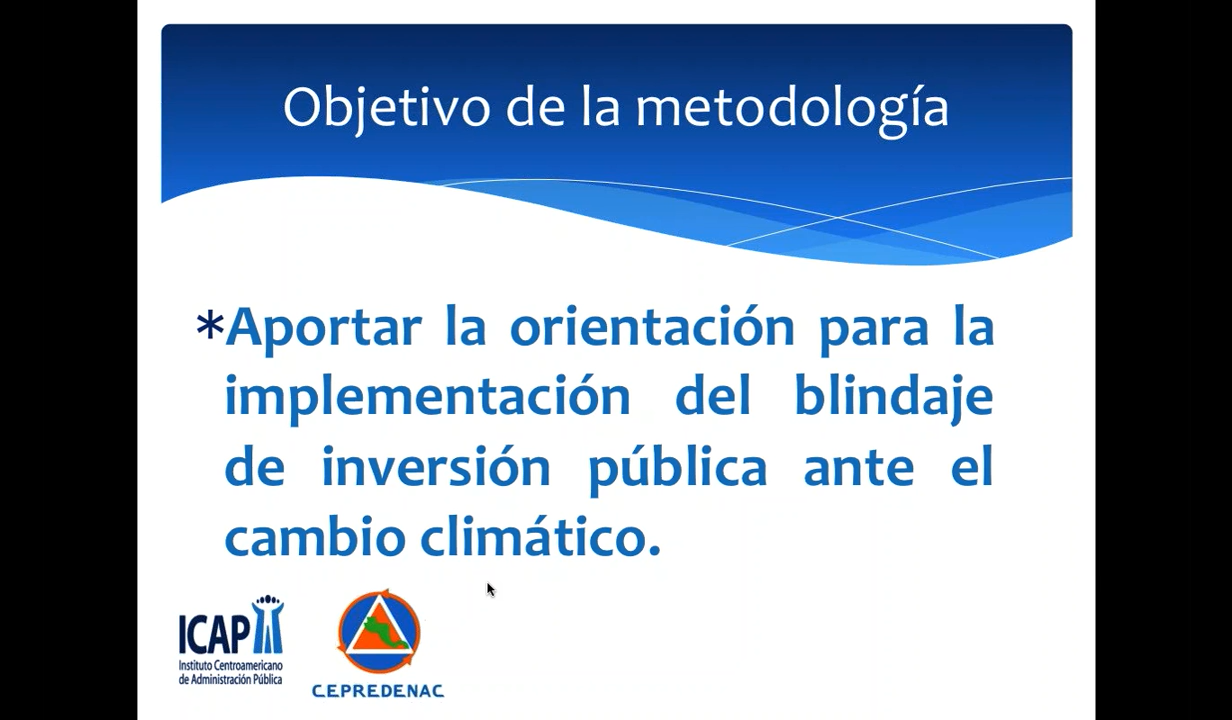 Objetivo de la metodología
*Aportar la orientación para la
implementación del blindaje
de inversión pública ante el
cambio climático.
ICAP
Instituto Centroamericano
de Administración Pública
CEPREDENAC